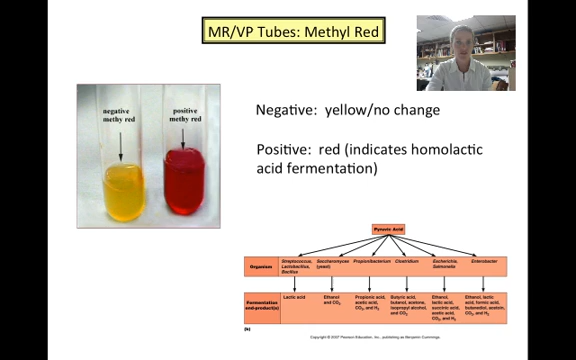 MR/VP Tubes: Methyl Red
negative
methy red
positive
methy red
Negative: yellow/no change
Positive: red (indicates homolactic
acid fermentation)
Pyruvic Acid
Organism
Streptococcus,
Lactobacillus,
Bacillus
Saccharomyces
(yeast)
Propionibacterium
Clostridium
Escherichia,
Salmonella
Enterobacter
Fermentation
end-product(s)
Lactic acid
Ethanol
and CO2
Propionic acid,
acetic acid,
CO2, and H2
Butyric acid,
butanol, acetone,
isopropyl alcohol,
and CO2
Ethanol,
lactic acid,
succinic acid,
acetic acid,
CO2, and H2
Ethanol, lactic
acid, formic acid,
butanediol, acetoin,
CO2, and H2
(b)
Copyright © 2007 Pearson Education, Inc., publishing as Benjamin Cummings.